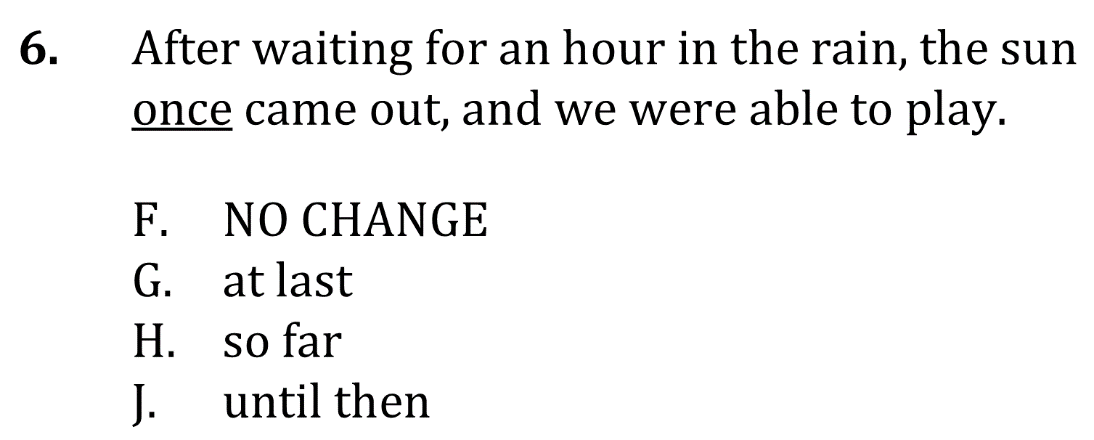 6. After waiting for an hour in the rain, the sun
once came out, and we were able to play.
F. NO CHANGE
G. at last
H. so far
J. until then